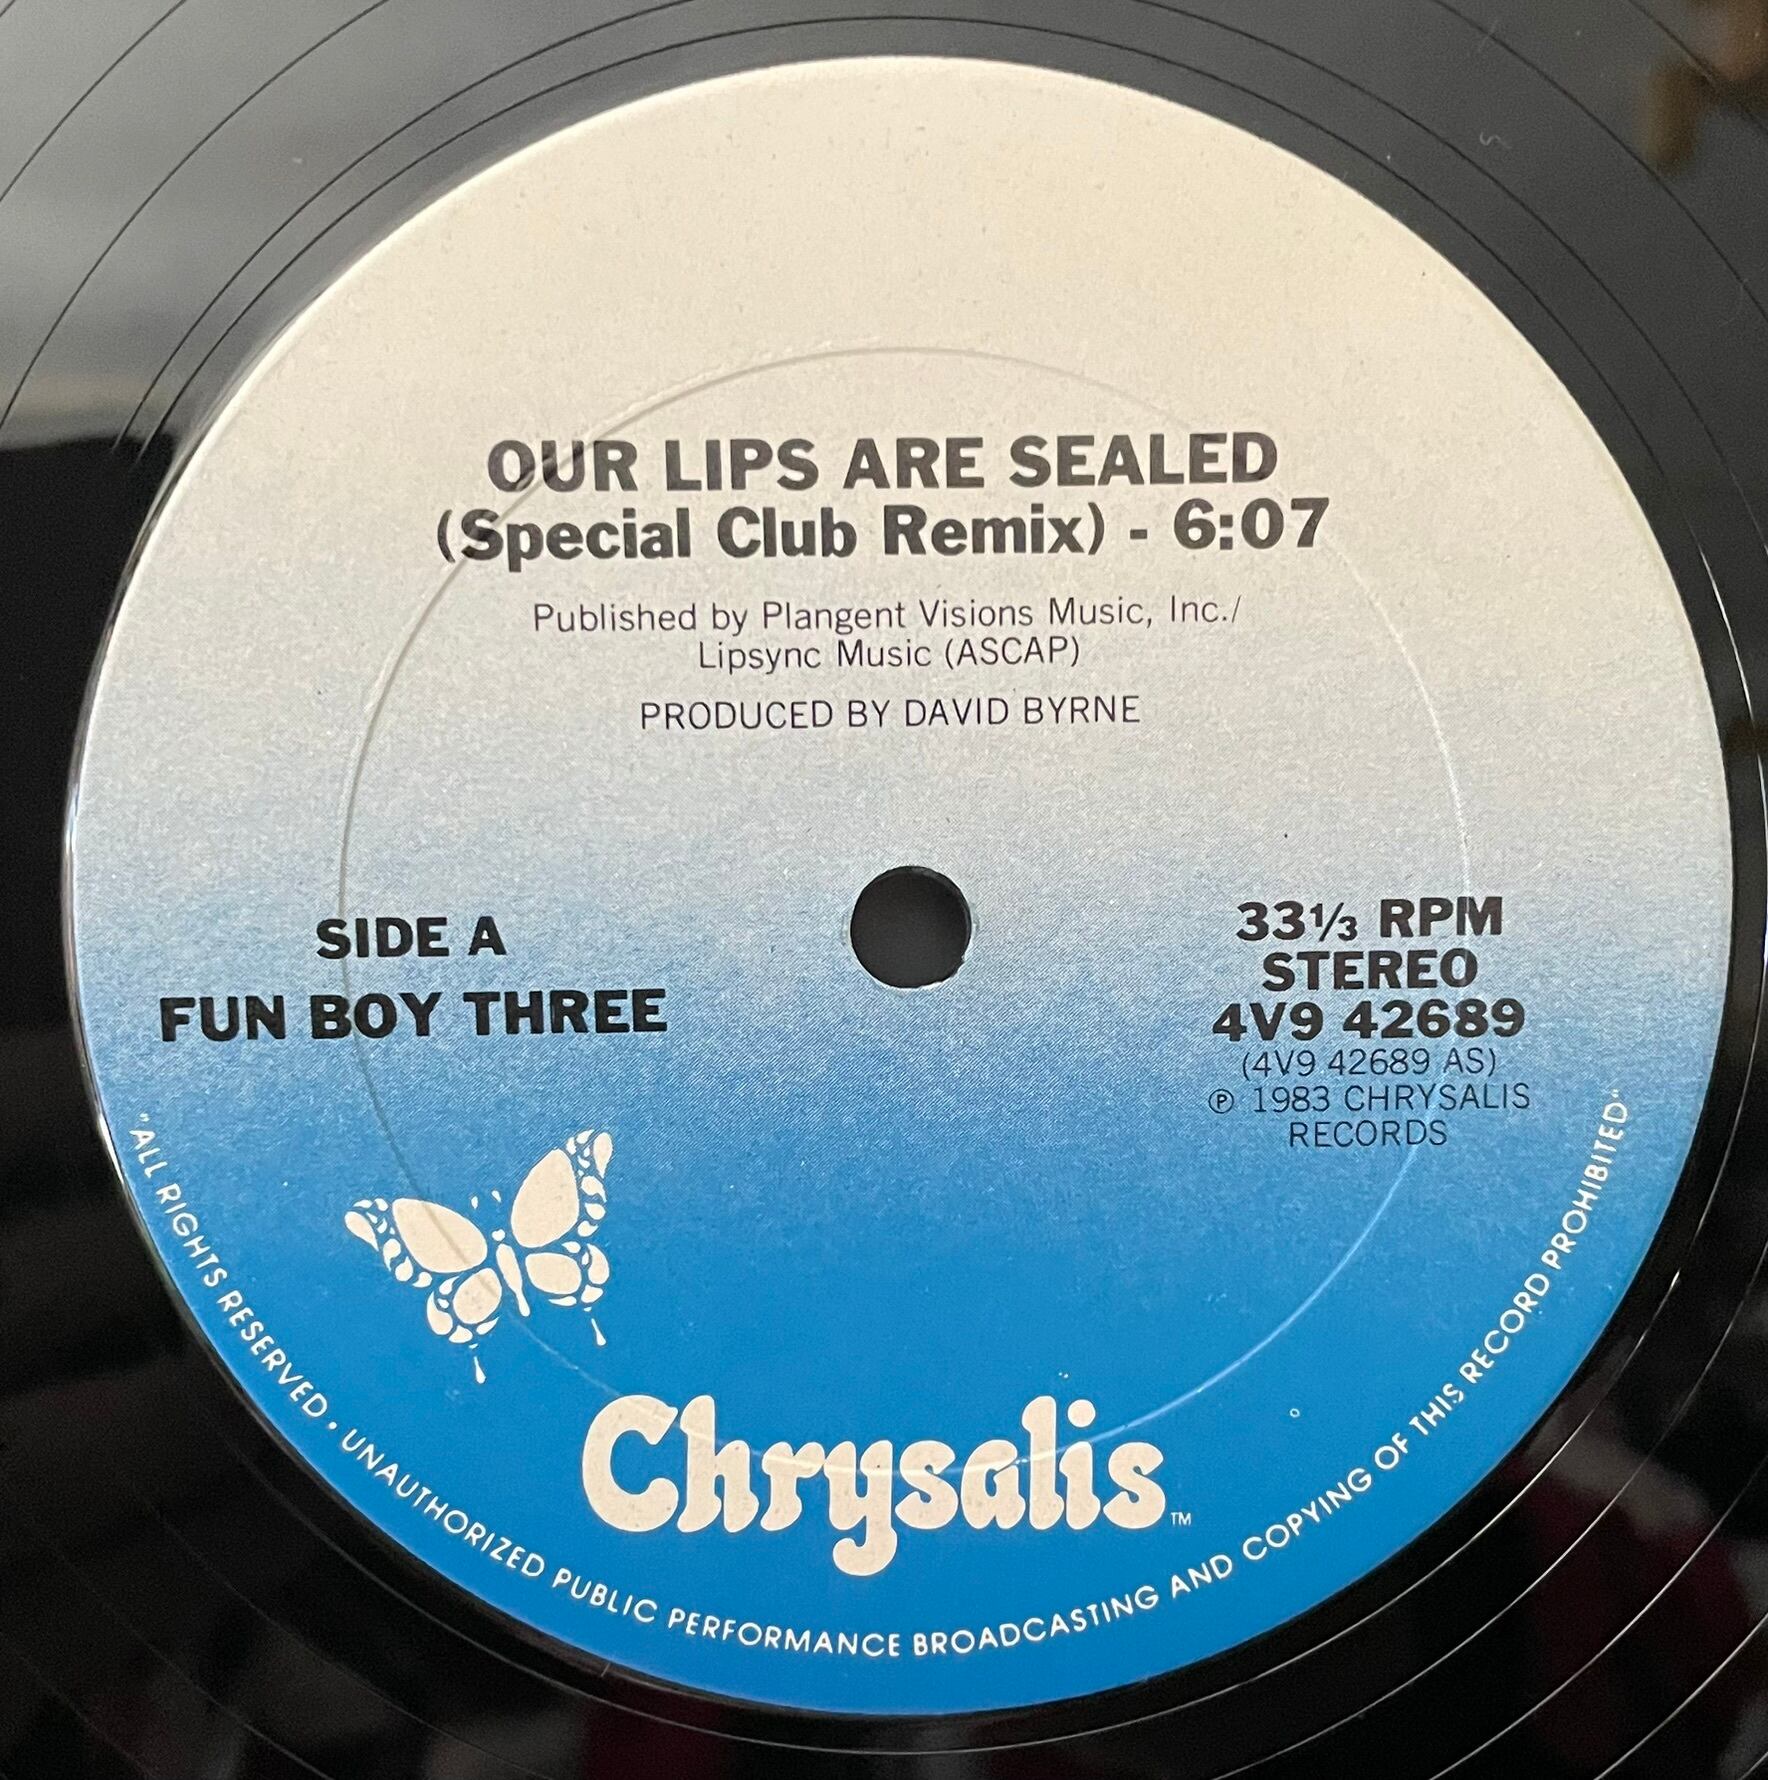 OUR LIPS ARE SEALED
(Special Club Remix) - 6:07
Published by Plangent Visions Music, Inc./
Lipsync Music (ASCAP)
PRODUCED BY DAVID BYRNE
SIDE A
FUN BOY THREE
33⅓ RPM
STEREO
4V9 42689
(4V9 42689 AS)
℗ 1983 CHRYSALIS
RECORDS
Chrysalis™
"ALL RIGHTS RESERVED • UNAUTHORIZED PUBLIC PERFORMANCE BROADCASTING AND COPYING OF THIS RECORD PROHIBITED"